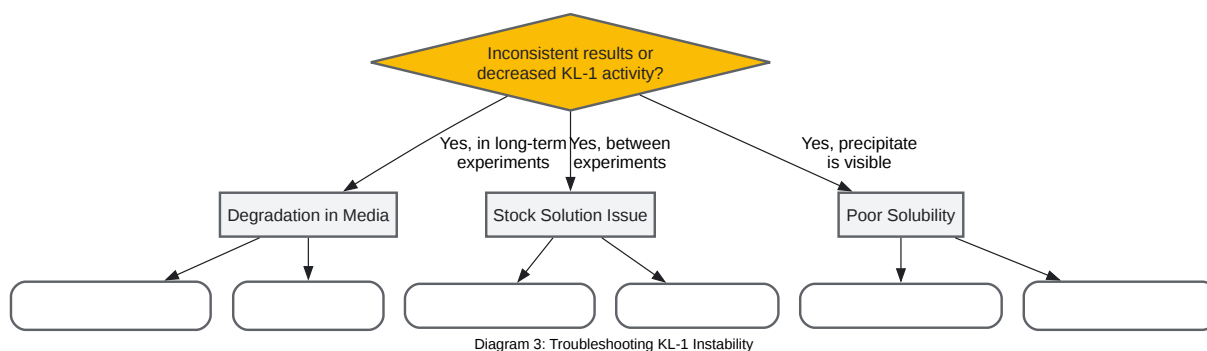 Inconsistent results or
decreased KL-1 activity?
Yes, in long-term
experiments
Yes, between
experiments
Yes, precipitate
is visible
Degradation in Media
Stock Solution Issue
Poor Solubility
Diagram 3: Troubleshooting KL-1 Instability